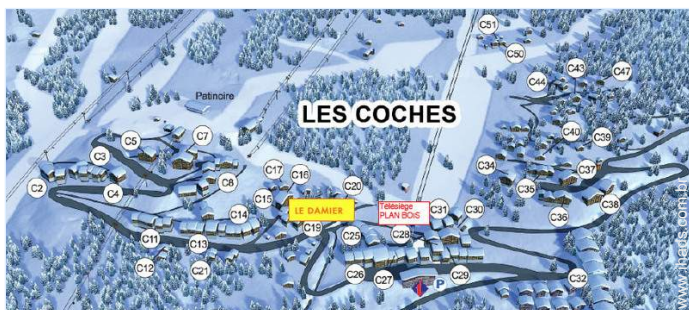 C51
C50
C43
C47
C44
Patinoire
LES COCHES
C7
C5
C40
C39
C3
C17
C16
C34
C37
C2
C8
C20
C35
C4
C15
LE DAMIER
Télésiège
PLAN BOIS
C31
C30
C38
C14
C36
C19
C25
C28
C11
C13
C12
C21
C26
C27
P
C29
C32